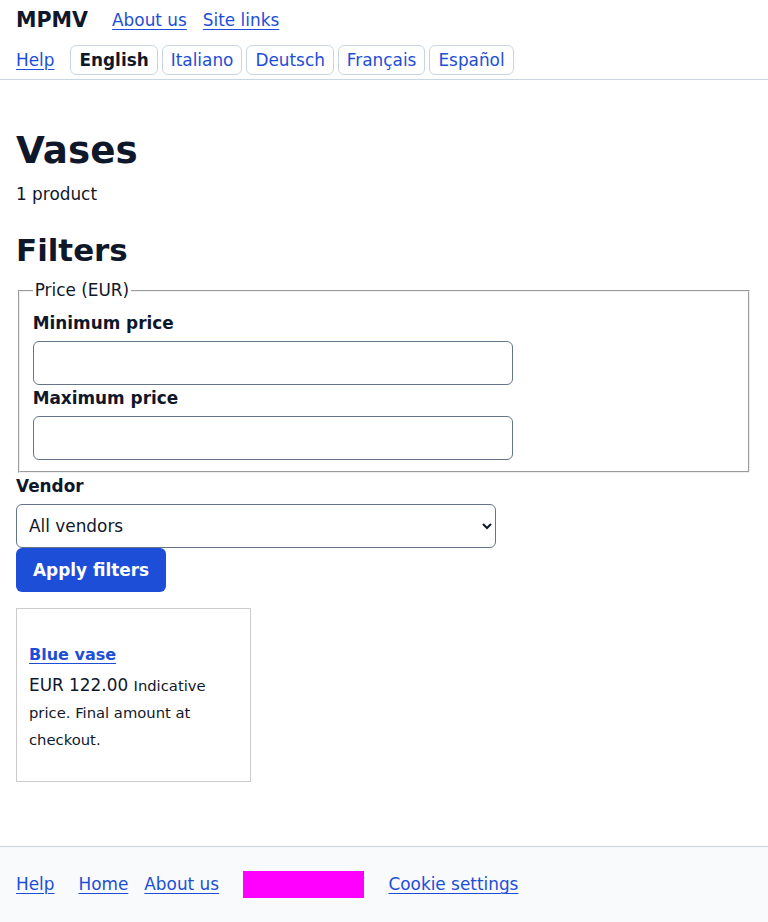 MPMV About us Site links
Help English Italiano Deutsch Français Español
Vases
1 product
Filters
Price (EUR)
Minimum price
Maximum price
Vendor
All vendors
Apply filters
Blue vase
EUR 122.00 Indicative
price. Final amount at
checkout.
Help Home About us Cookie settings